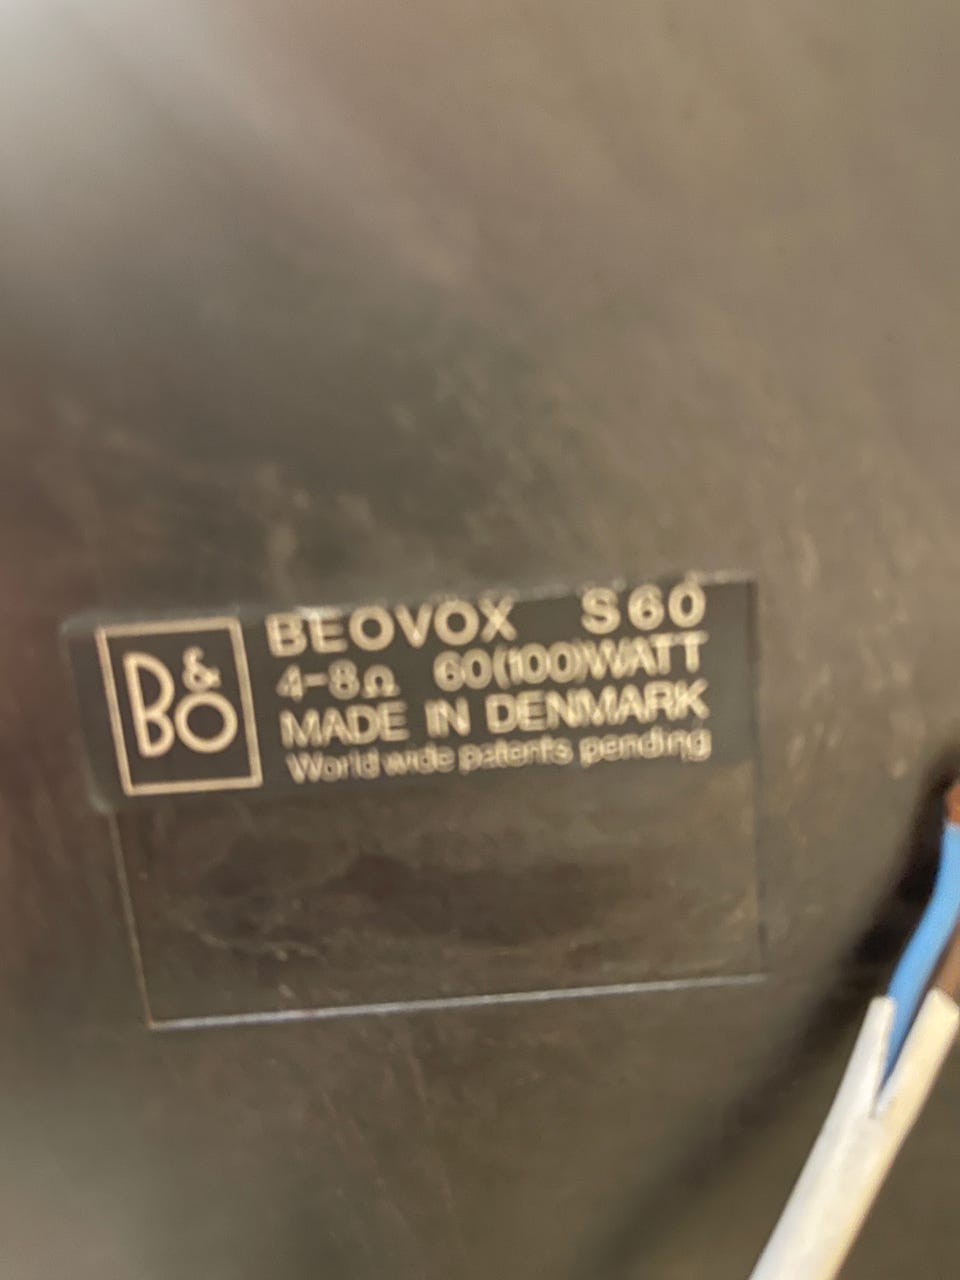 B&O
BEOVOX S60
4-8Ω 60(100)WATT
MADE IN DENMARK
World wide patents pending